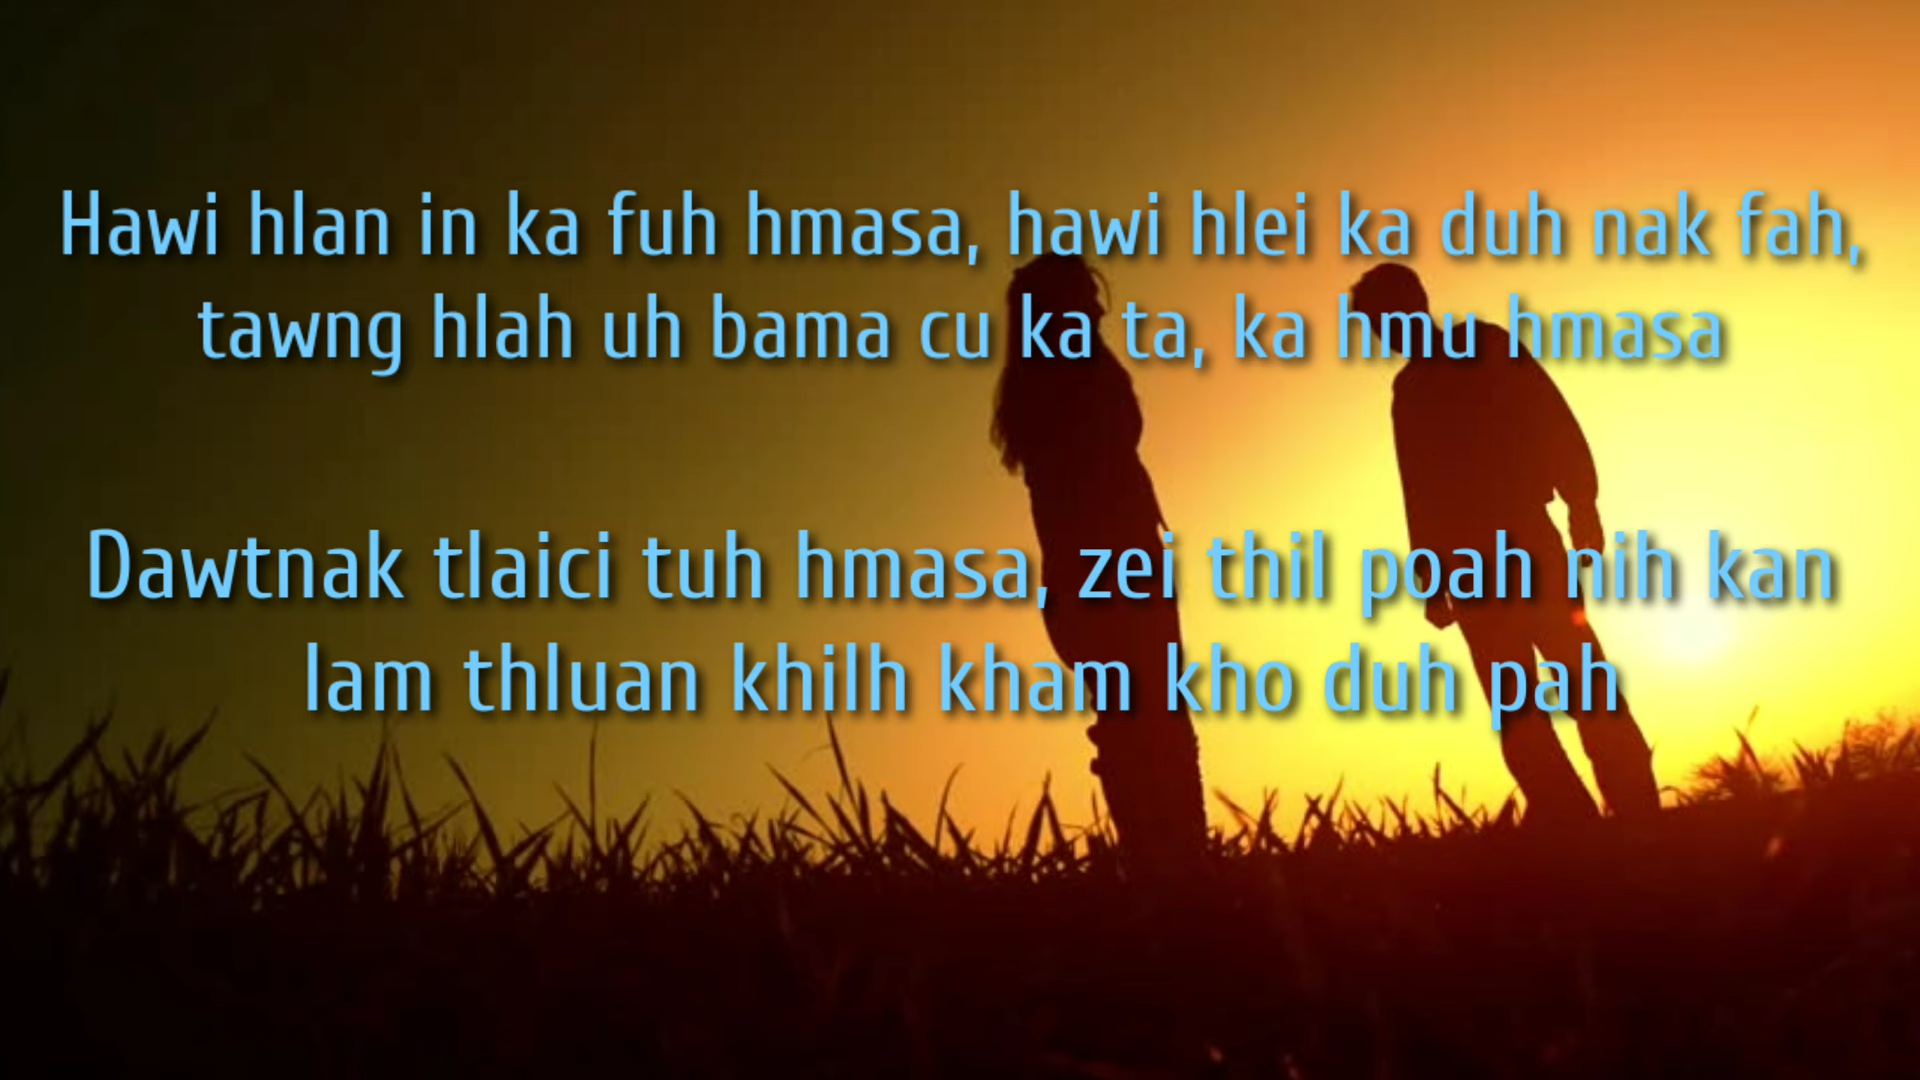 Hawi hlan in ka fuh hmasa, hawi hlei ka duh nak fah,
tawng hlah uh bama cu ka ta, ka hmu hmasa
Dawtnak tlaici tuh hmasa, zei thil poah nih kan
lam thluan khilh kham kho duh pah